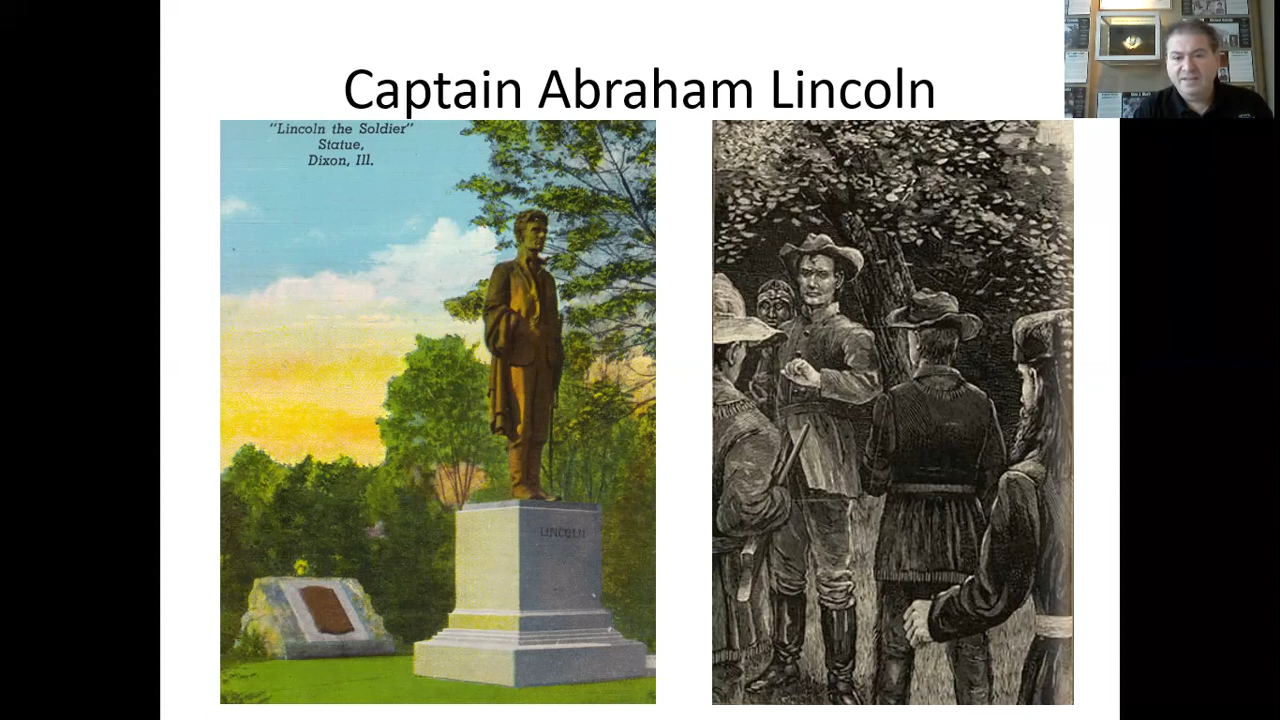 Captain Abraham Lincoln
"Lincoln the Soldier"
Statue,
Dixon, Ill.
LINCOLN